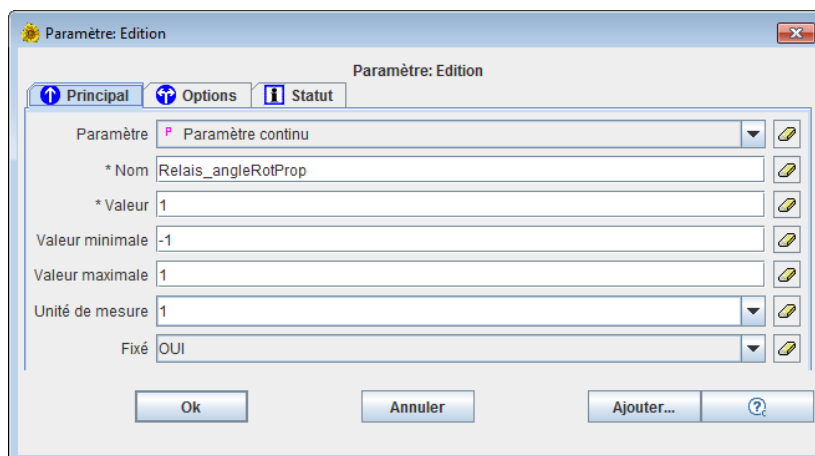 Paramètre: Edition
Paramètre: Edition
Principal Options Statut
Paramètre P Paramètre continu
* Nom Relais_angleRotProp
* Valeur 1
Valeur minimale -1
Valeur maximale 1
Unité de mesure 1
Fixé OUI
Ok Annuler Ajouter...